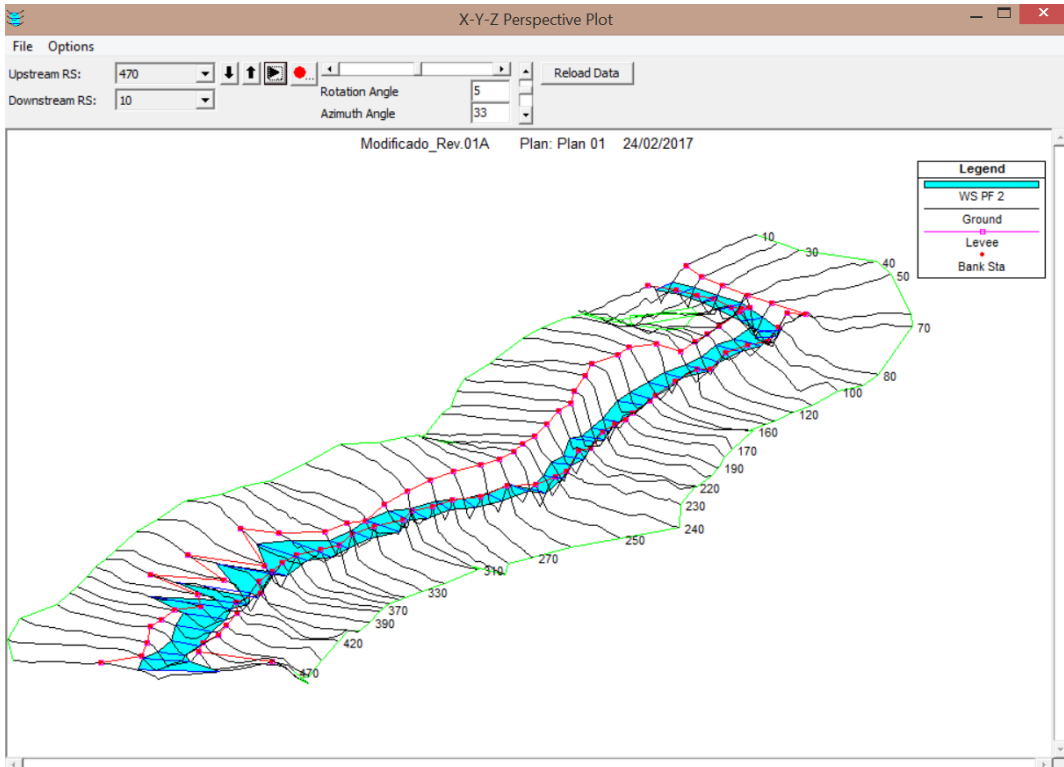 X-Y-Z Perspective Plot
File Options
Upstream RS: 470
Downstream RS: 10
Rotation Angle 5
Azimuth Angle 33
Reload Data
Modificado_Rev.01A Plan: Plan 01 24/02/2017
Legend
WS PF 2
Ground
Levee
Bank Sta
10
30
40
50
70
80
100
120
160
170
190
220
230
240
250
270
310
330
370
390
420
470